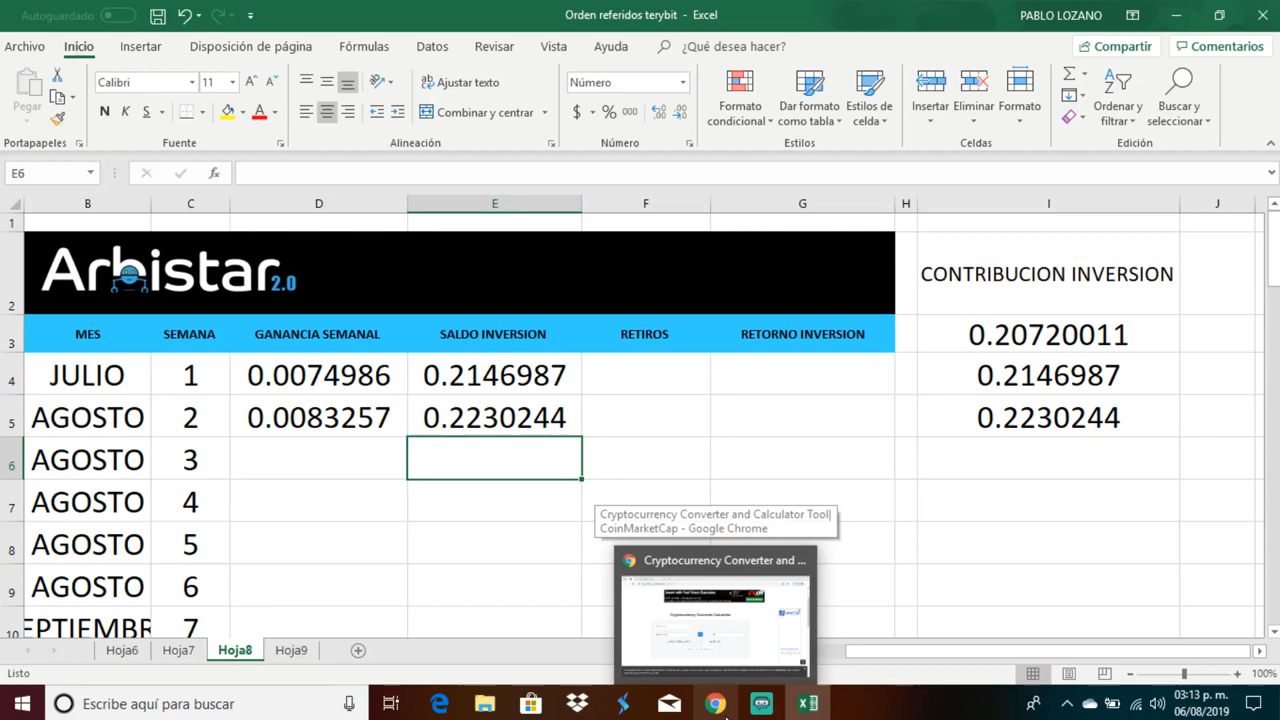 Autoguardado
Orden referidos terybit - Excel
PABLO LOZANO
Archivo Inicio Insertar Disposición de página Fórmulas Datos Revisar Vista Ayuda ¿Qué desea hacer? Compartir Comentarios
Pegar
Calibri 11
N K S
Ajustar texto
Combinar y centrar
Número
$ % 000
Formato condicional
Dar formato como tabla
Estilos de celda
Insertar Eliminar Formato
Ordenar y filtrar
Buscar y seleccionar
Portapapeles Fuente Alineación Número Estilos Celdas Edición
E6 fx
B C D E F G H I J
1
2 Arbistar 2.0 CONTRIBUCION INVERSION
3 MES SEMANA GANANCIA SEMANAL SALDO INVERSION RETIROS RETORNO INVERSION 0.20720011
4 JULIO 1 0.0074986 0.2146987 0.2146987
5 AGOSTO 2 0.0083257 0.2230244 0.2230244
6 AGOSTO 3
7 AGOSTO 4
8 AGOSTO 5
9 AGOSTO 6
10 EPTIEMBR 7
Cryptocurrency Converter and Calculator Tool|
CoinMarketCap - Google Chrome
Cryptocurrency Converter and ...
Hoja6 Hoja7 Hoja8 Hoja9
Listo
100%
Escribe aquí para buscar
03:13 p. m.
06/08/2019